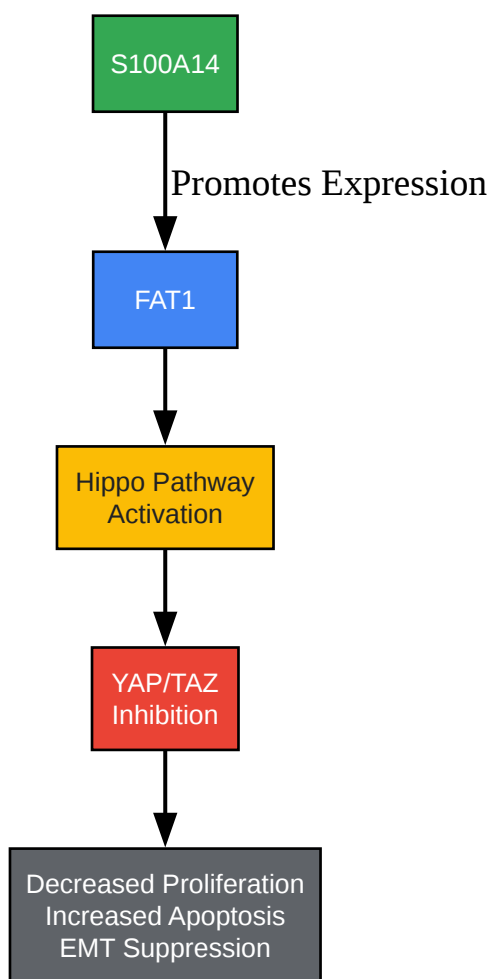 S100A14
Promotes Expression
FAT1
Hippo Pathway
Activation
YAP/TAZ
Inhibition
Decreased Proliferation
Increased Apoptosis
EMT Suppression